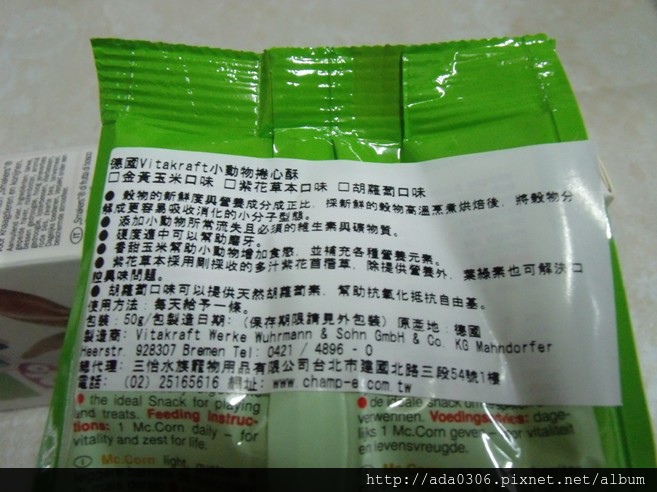 德國Vitakraft小動物捲心酥
□金黃玉米口味 □紫花草本口味 □胡蘿蔔口味
● 穀物的新鮮度與營養成分成正比，採新鮮的穀物高溫烹煮烘焙後，將穀物分
解成更容易吸收消化的小分子型態。
● 添加小動物所常流失且必須的維生素與礦物質。
● 硬度適中可以幫助磨牙。
● 香甜玉米幫助小動物增加食慾，並補充各種營養元素。
● 紫花草本採用剛採收的多汁紫花苜蓿草，除提供營養外，葉綠素也可解決口
腔異味問題。
● 胡蘿蔔口味可以提供天然胡蘿蔔素，幫助抗氧化抵抗自由基。
使用方法：每天給予一條。
包裝：50g/包製造日期：(保存期限請見外包裝) 原產地：德國
製造商：Vitakraft Werke Wuhrmann & Sohn GmbH & Co. KG Mahndorfer
Heerstr. 928307 Bremen Tel: 0421 / 4896 - 0
總代理：三怡水族寵物用品有限公司台北市建國北路三段54號1樓
電話：(02) 25165616 網址：www.champ-e.com.tw
● the ideal Snack for playing
and treats. Feeding Instruc-
tions: 1 Mc.Corn daily – for
vitality and zest for life.
Mc.Corn light,
● de ideale snack om
verwennen. Voedingsadvies: dage-
lijks 1 Mc.Corn geven – for vitaliteit
en levensvreugde.
Mc.Corn
http://ada0306.pixnet.net/album